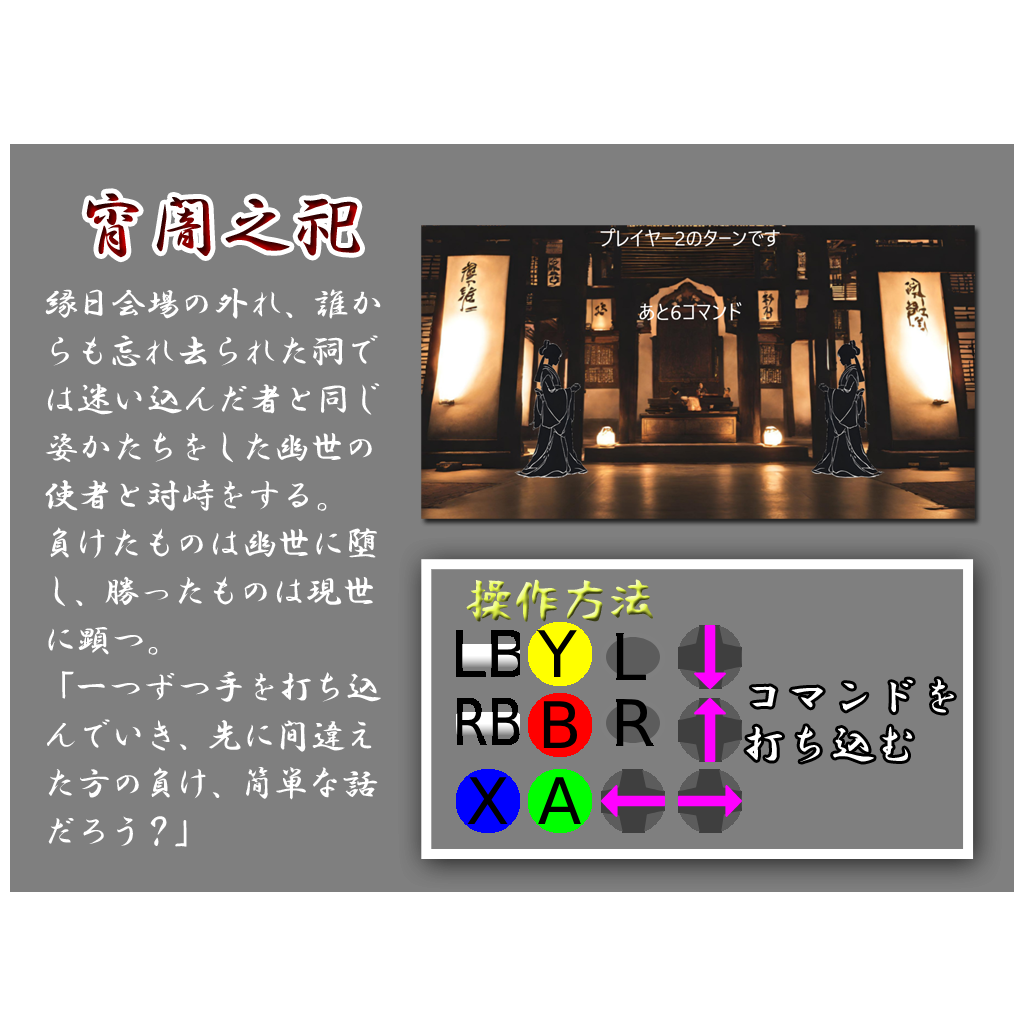 宵闇之祀
縁日会場の外れ、誰か
らも忘れ去られた祠で
は迷い込んだ者と同じ
姿かたちをした幽世の
使者と対峙をする。
負けたものは幽世に堕
し、勝ったものは現世
に顕つ。
「一つずつ手を打ち込
んでいき、先に間違え
た方の負け、簡単な話
だろう？」
プレイヤー2のターンです
あと6コマンド
操作方法
LB Y L
RB B R
X A
コマンドを
打ち込む